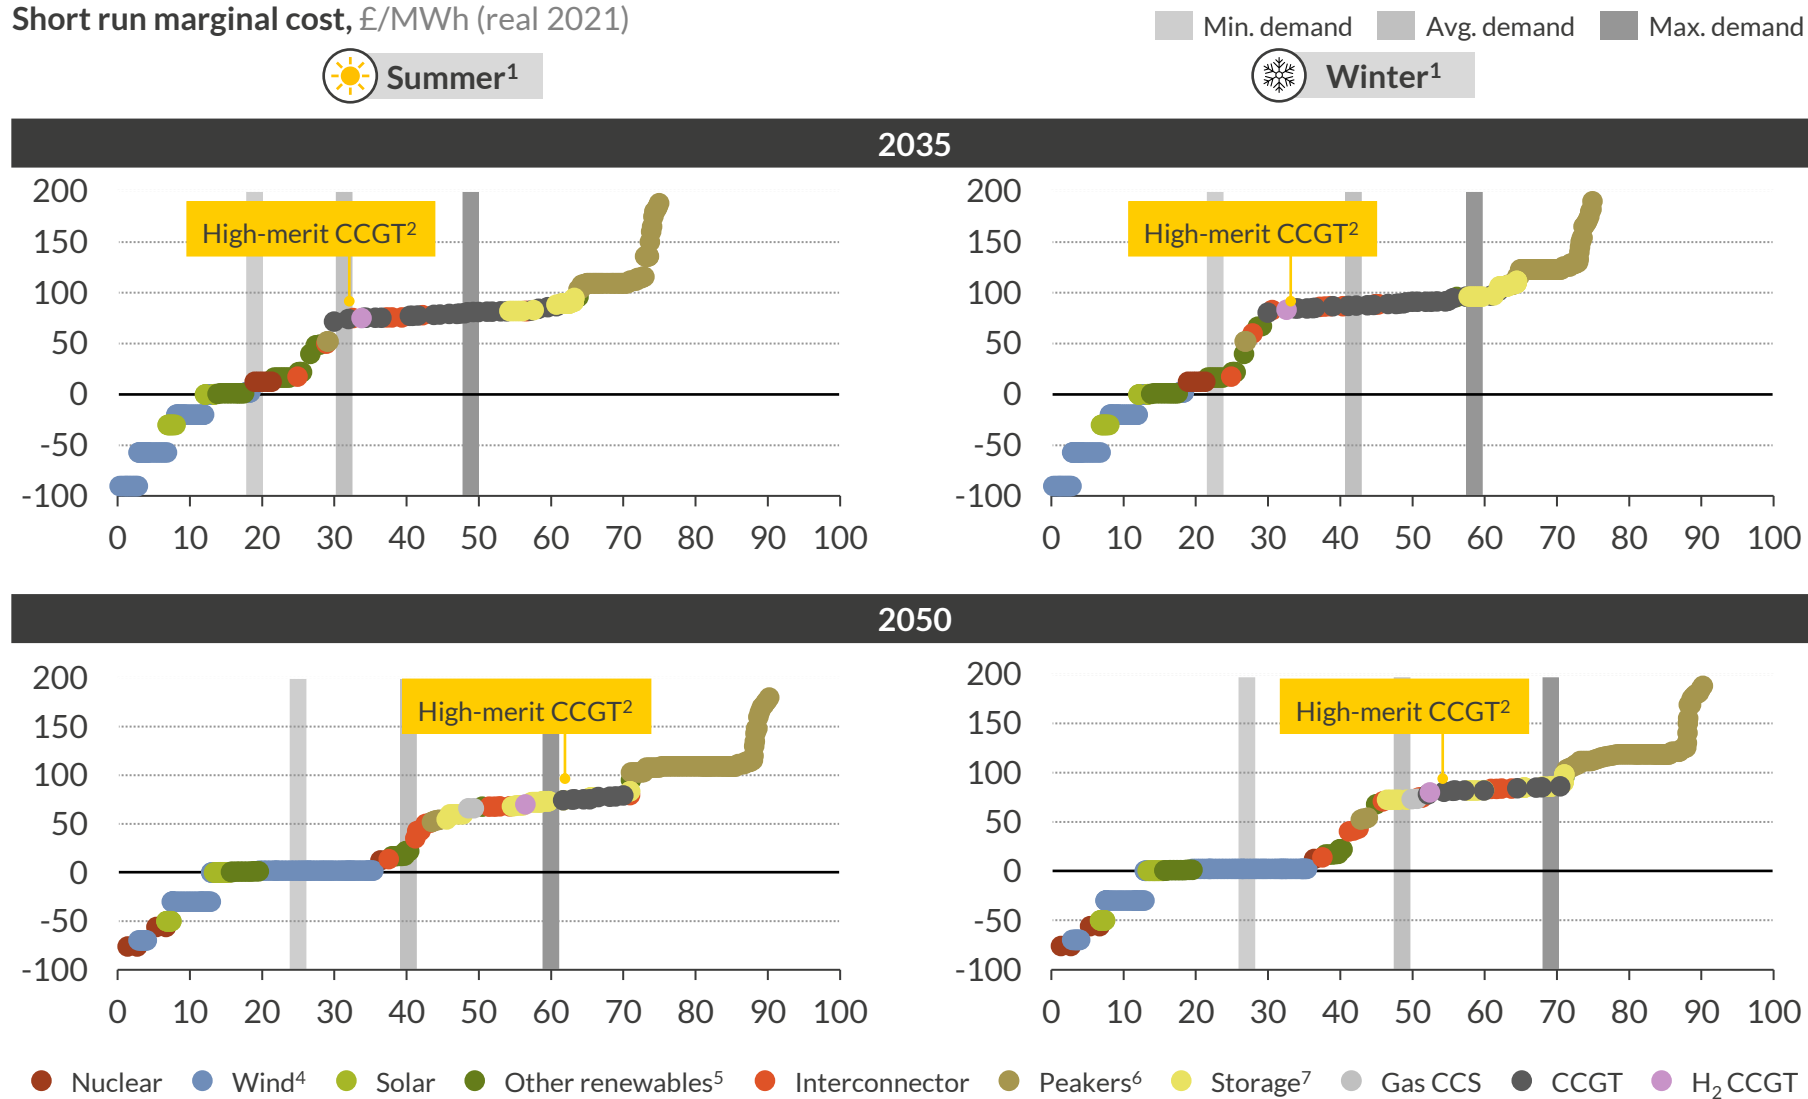 Short run marginal cost, £/MWh (real 2021)
Min. demand Avg. demand Max. demand
Summer¹ Winter¹
2035
200
150
100
50
0
-50
-100
High-merit CCGT²
0 10 20 30 40 50 60 70 80 90 100
200
150
100
50
0
-50
-100
High-merit CCGT²
0 10 20 30 40 50 60 70 80 90 100
2050
200
150
100
50
0
-50
-100
High-merit CCGT²
0 10 20 30 40 50 60 70 80 90 100
200
150
100
50
0
-50
-100
High-merit CCGT²
0 10 20 30 40 50 60 70 80 90 100
Nuclear Wind⁴ Solar Other renewables⁵ Interconnector Peakers⁶ Storage⁷ Gas CCS CCGT H₂ CCGT